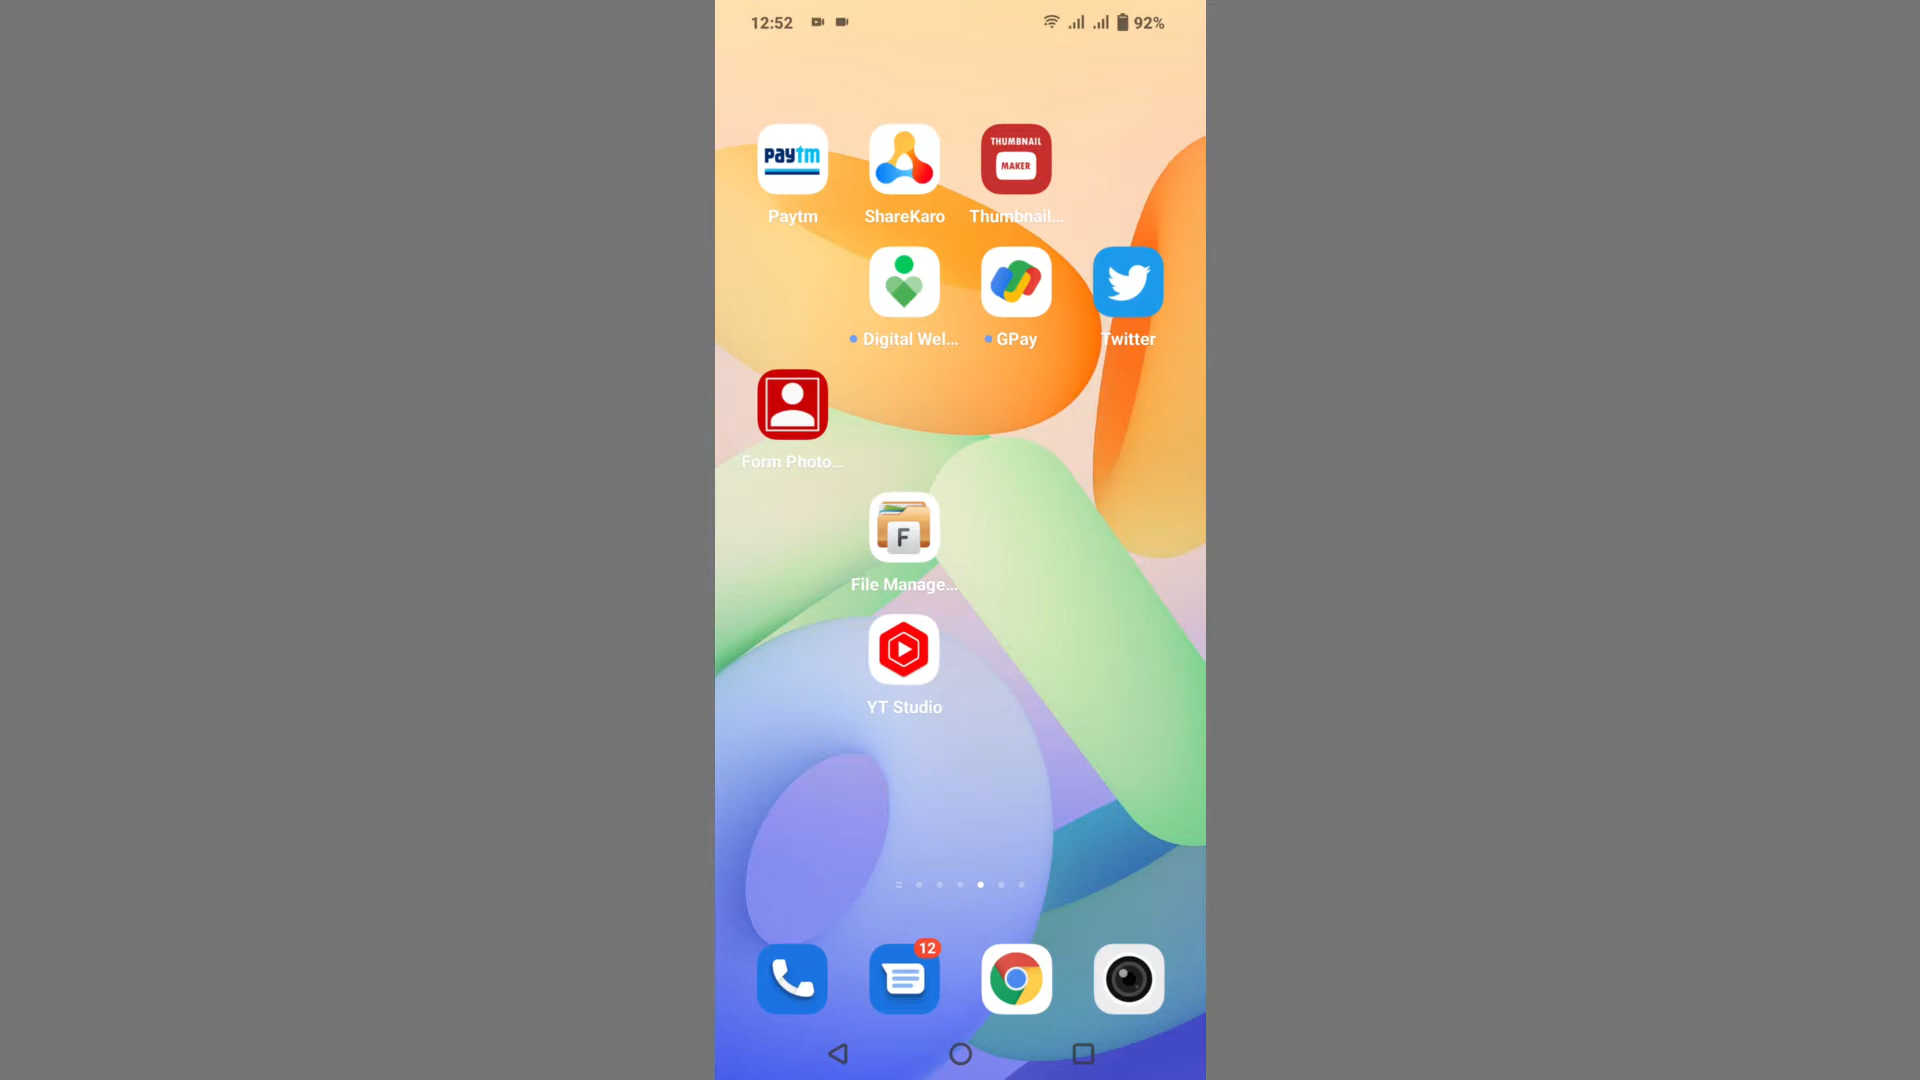 12:52 92%
paytm
THUMBNAIL
MAKER
Paytm ShareKaro Thumbnail...
Digital Wel... GPay Twitter
Form Photo...
F
File Manage...
YT Studio
12